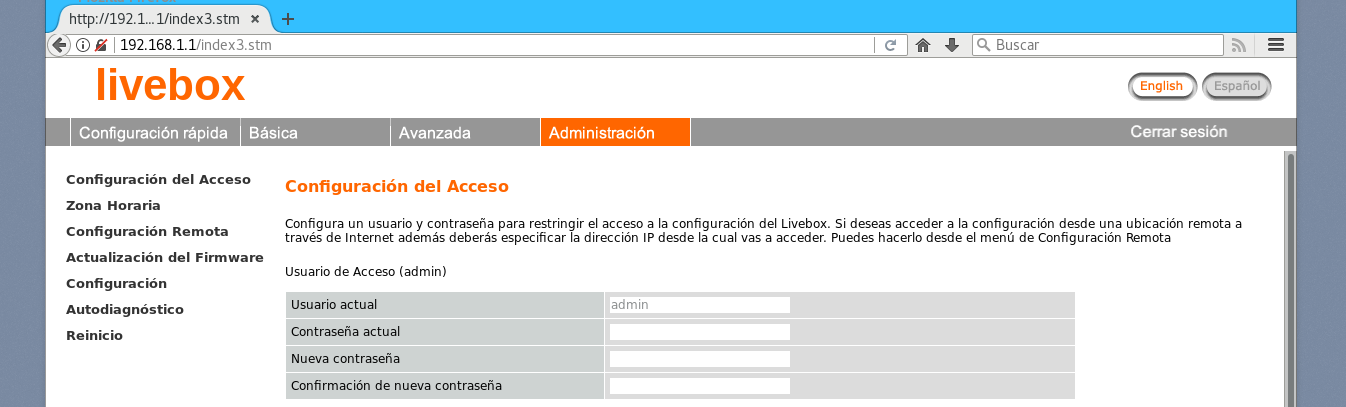 http://192.1...1/index3.stm
192.168.1.1/index3.stm
Buscar
livebox
English Español
Configuración rápida Básica Avanzada Administración Cerrar sesión
Configuración del Acceso
Zona Horaria
Configuración Remota
Actualización del Firmware
Configuración
Autodiagnóstico
Reinicio
Configuración del Acceso
Configura un usuario y contraseña para restringir el acceso a la configuración del Livebox. Si deseas acceder a la configuración desde una ubicación remota a
través de Internet además deberás especificar la dirección IP desde la cual vas a acceder. Puedes hacerlo desde el menú de Configuración Remota
Usuario de Acceso (admin)
Usuario actual admin
Contraseña actual
Nueva contraseña
Confirmación de nueva contraseña